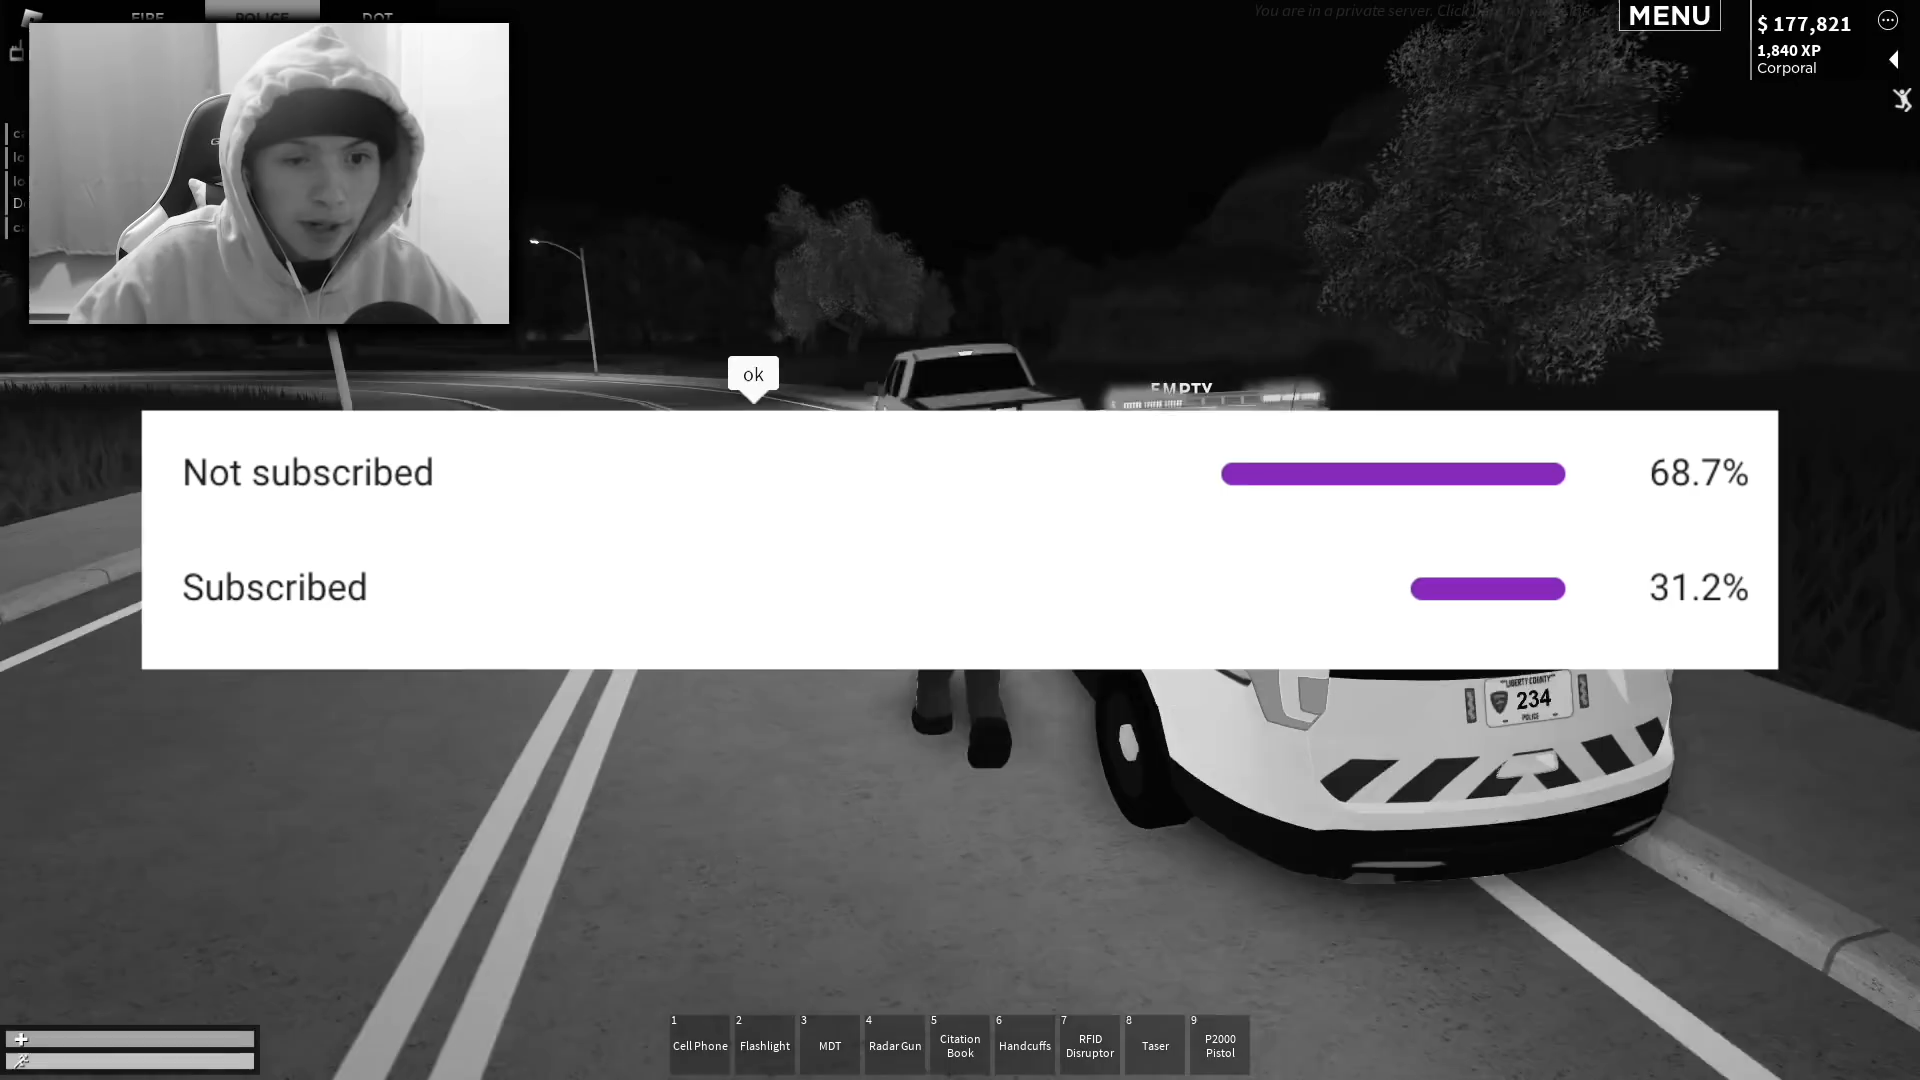 FIRE
POLICE
DOT
You are in a private server. Click
MENU
$ 177,821
1,840 XP
Corporal
ok
EMPTY
Not subscribed
68.7%
Subscribed
31.2%
LIBERTY COUNTY
234
POLICE
1
Cell Phone
2
Flashlight
3
MDT
4
Radar Gun
5
Citation
Book
6
Handcuffs
7
RFID
Disruptor
8
Taser
9
P2000
Pistol